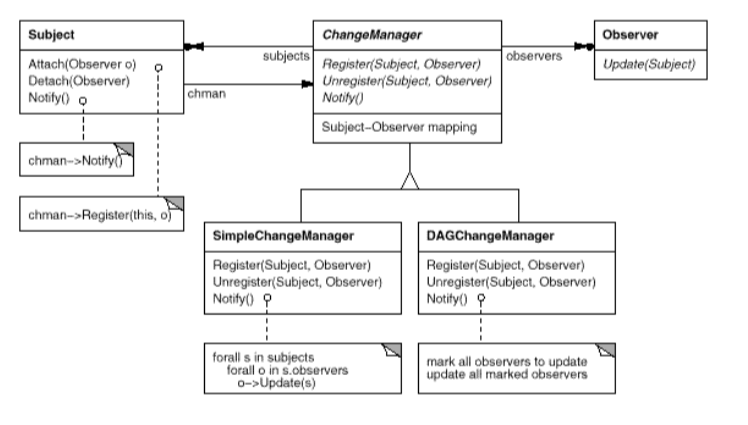 Subject
Attach(Observer o)
Detach(Observer)
Notify()
chman->Notify()
chman->Register(this, o)
subjects
chman
ChangeManager
Register(Subject, Observer)
Unregister(Subject, Observer)
Notify()
Subject-Observer mapping
observers
Observer
Update(Subject)
SimpleChangeManager
Register(Subject, Observer)
Unregister(Subject, Observer)
Notify()
forall s in subjects
forall o in s.observers
o->Update(s)
DAGChangeManager
Register(Subject, Observer)
Unregister(Subject, Observer)
Notify()
mark all observers to update
update all marked observers